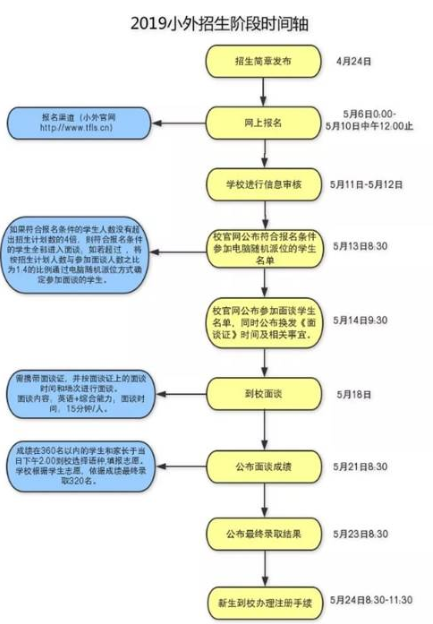 2019小外招生阶段时间轴
招生简章发布
4月24日
报名渠道（小外官网
http://www.tfls.cn）
网上报名
5月6日0:00-
5月10日中午12:00止
学校进行信息审核
5月11日-5月12日
如果符合报名条件的学生人数没有超
出招生计划数的4倍，则符合报名条件
的学生全部进入面谈，如若超过，将
按招生计划人数与参加面谈人数之比
为1:4的比例通过电脑随机派位方式确
定参加面谈的学生。
校官网公布符合报名条件
参加电脑随机派位的学生
名单
5月13日8:30
校官网公布参加面谈学生
名单，同时公布换发《面
谈证》时间及相关事宜。
5月14日9:30
需携带面谈证，并按面谈证上的面谈
时间和场次进行面谈。
面谈内容：英语+综合能力，面谈时
间：15分钟/人。
到校面谈
5月18日
成绩在360名以内的学生和家长于当
日下午2:00到校选择语种,填报志愿。
学校根据学生志愿、依据成绩最终录
取320名。
公布面谈成绩
5月21日8:30
公布最终录取结果
5月23日8:30
新生到校办理注册手续
5月24日8:30-11:30